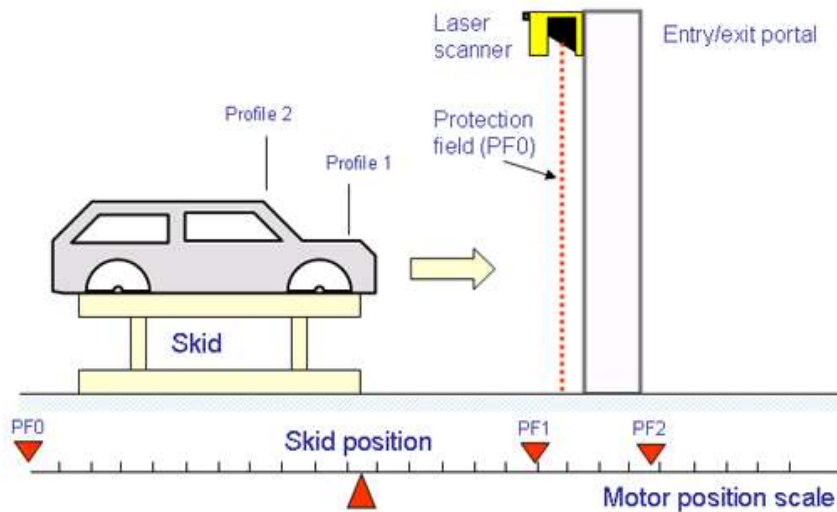 Laser
scanner
Entry/exit portal
Profile 2
Protection
field (PF0)
Profile 1
Skid
PF0
Skid position
PF1
PF2
Motor position scale